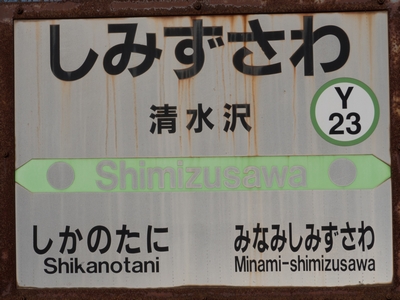 しみずさわ
清水沢
Y
23
Shimizusawa
しかのたに
Shikanotani
みなみしみずさわ
Minami-shimizusawa